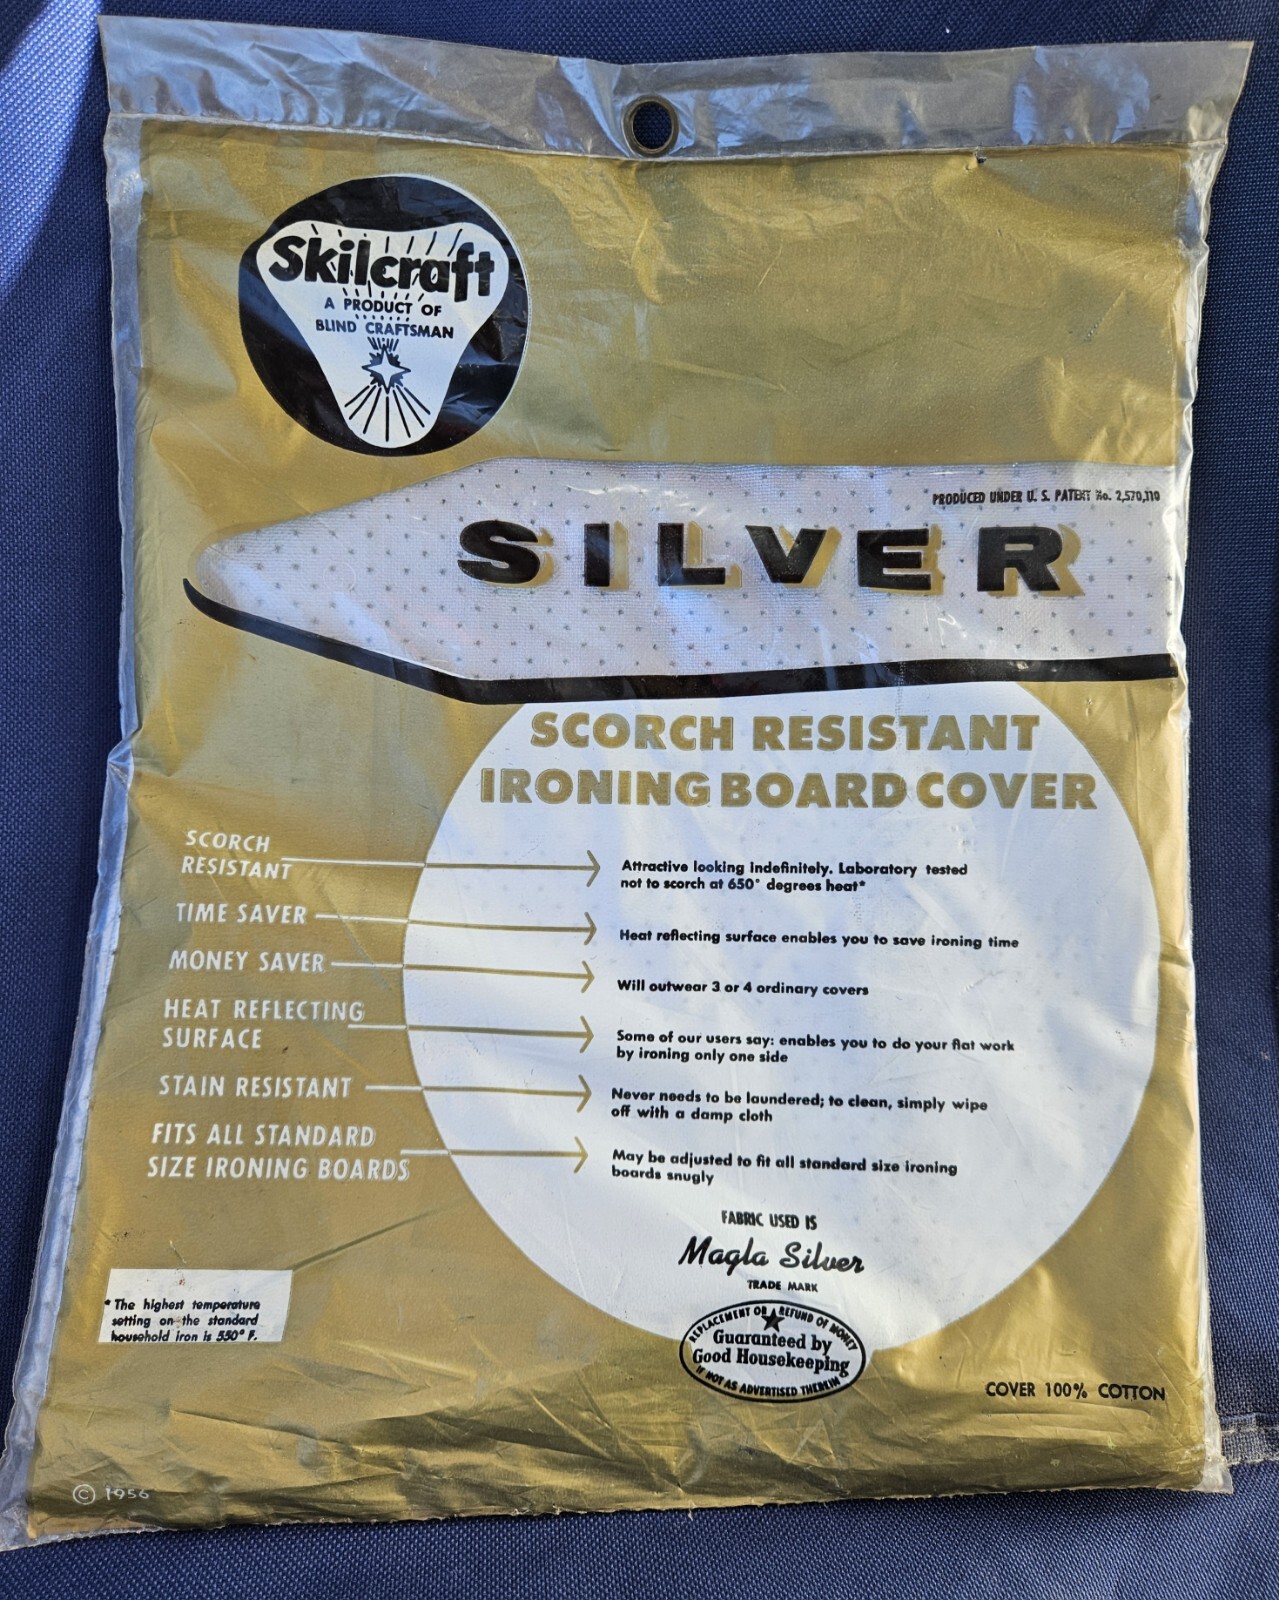 Skilcraft
A PRODUCT OF
BLIND CRAFTSMAN
PRODUCED UNDER U. S. PATENT No. 2,570,110
SILVER
SCORCH RESISTANT
IRONING BOARD COVER
SCORCH
RESISTANT
Attractive looking indefinitely. Laboratory tested
not to scorch at 650° degrees heat*
TIME SAVER
Heat reflecting surface enables you to save ironing time
MONEY SAVER
Will outwear 3 or 4 ordinary covers
HEAT REFLECTING
SURFACE
Some of our users say: enables you to do your flat work
by ironing only one side
STAIN RESISTANT
Never needs to be laundered; to clean, simply wipe
off with a damp cloth
FITS ALL STANDARD
SIZE IRONING BOARDS
May be adjusted to fit all standard size ironing
boards snugly
FABRIC USED IS
Magla Silver
TRADE MARK
* The highest temperature
setting on the standard
household iron is 550° F.
REPLACEMENT OR REFUND OF MONEY
Guaranteed by
Good Housekeeping
IF NOT AS ADVERTISED THEREIN
COVER 100% COTTON
© 1956